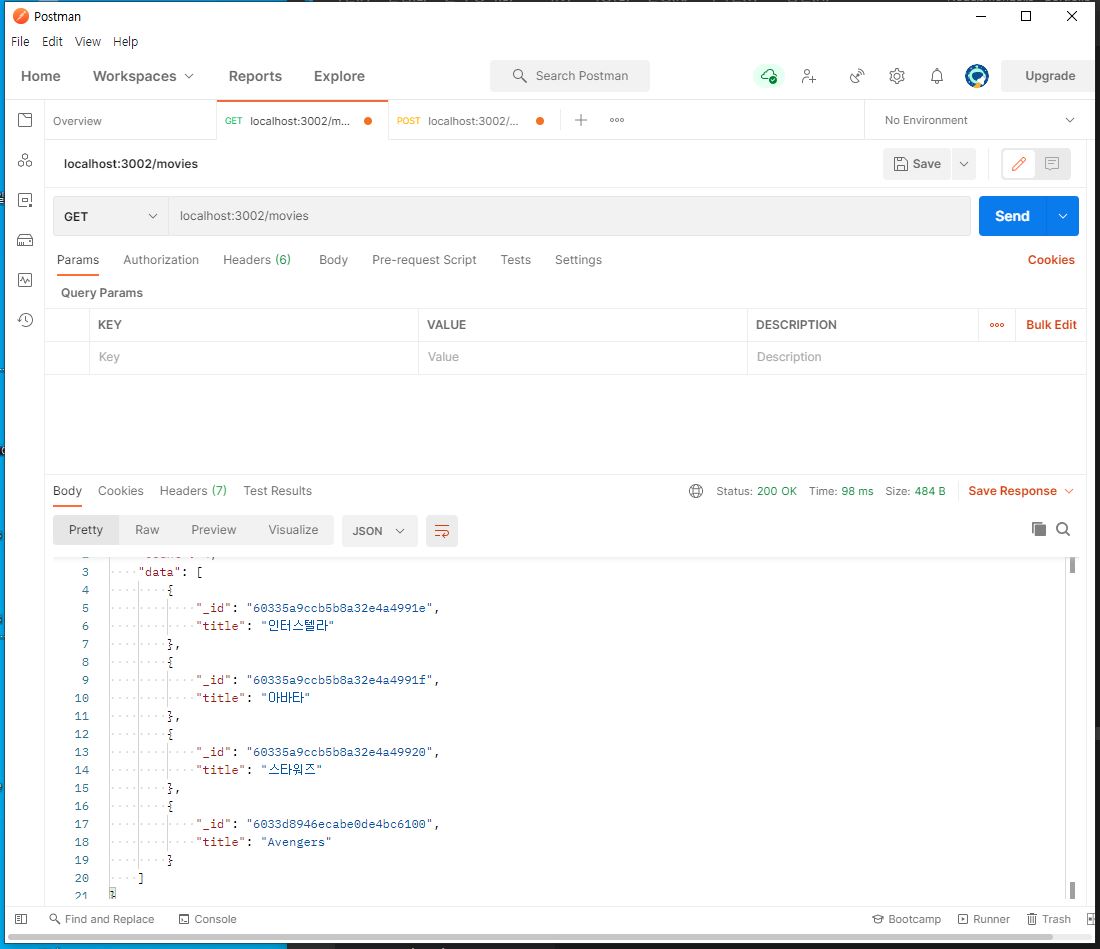 Postman
File Edit View Help
Home Workspaces Reports Explore Search Postman Upgrade
Overview GET localhost:3002/m... POST localhost:3002/... No Environment
localhost:3002/movies Save
GET localhost:3002/movies Send
Params Authorization Headers (6) Body Pre-request Script Tests Settings Cookies
Query Params
KEY VALUE DESCRIPTION Bulk Edit
Key Value Description
Body Cookies Headers (7) Test Results Status: 200 OK Time: 98 ms Size: 484 B Save Response
Pretty Raw Preview Visualize JSON
3 "data": [
4 {
5 "_id": "60335a9ccb5b8a32e4a4991e",
6 "title": "인터스텔라"
7 },
8 {
9 "_id": "60335a9ccb5b8a32e4a4991f",
10 "title": "아바타"
11 },
12 {
13 "_id": "60335a9ccb5b8a32e4a49920",
14 "title": "스타워즈"
15 },
16 {
17 "_id": "6033d8946ecabe0de4bc6100",
18 "title": "Avengers"
19 }
20 ]
21 }
Find and Replace Console Bootcamp Runner Trash